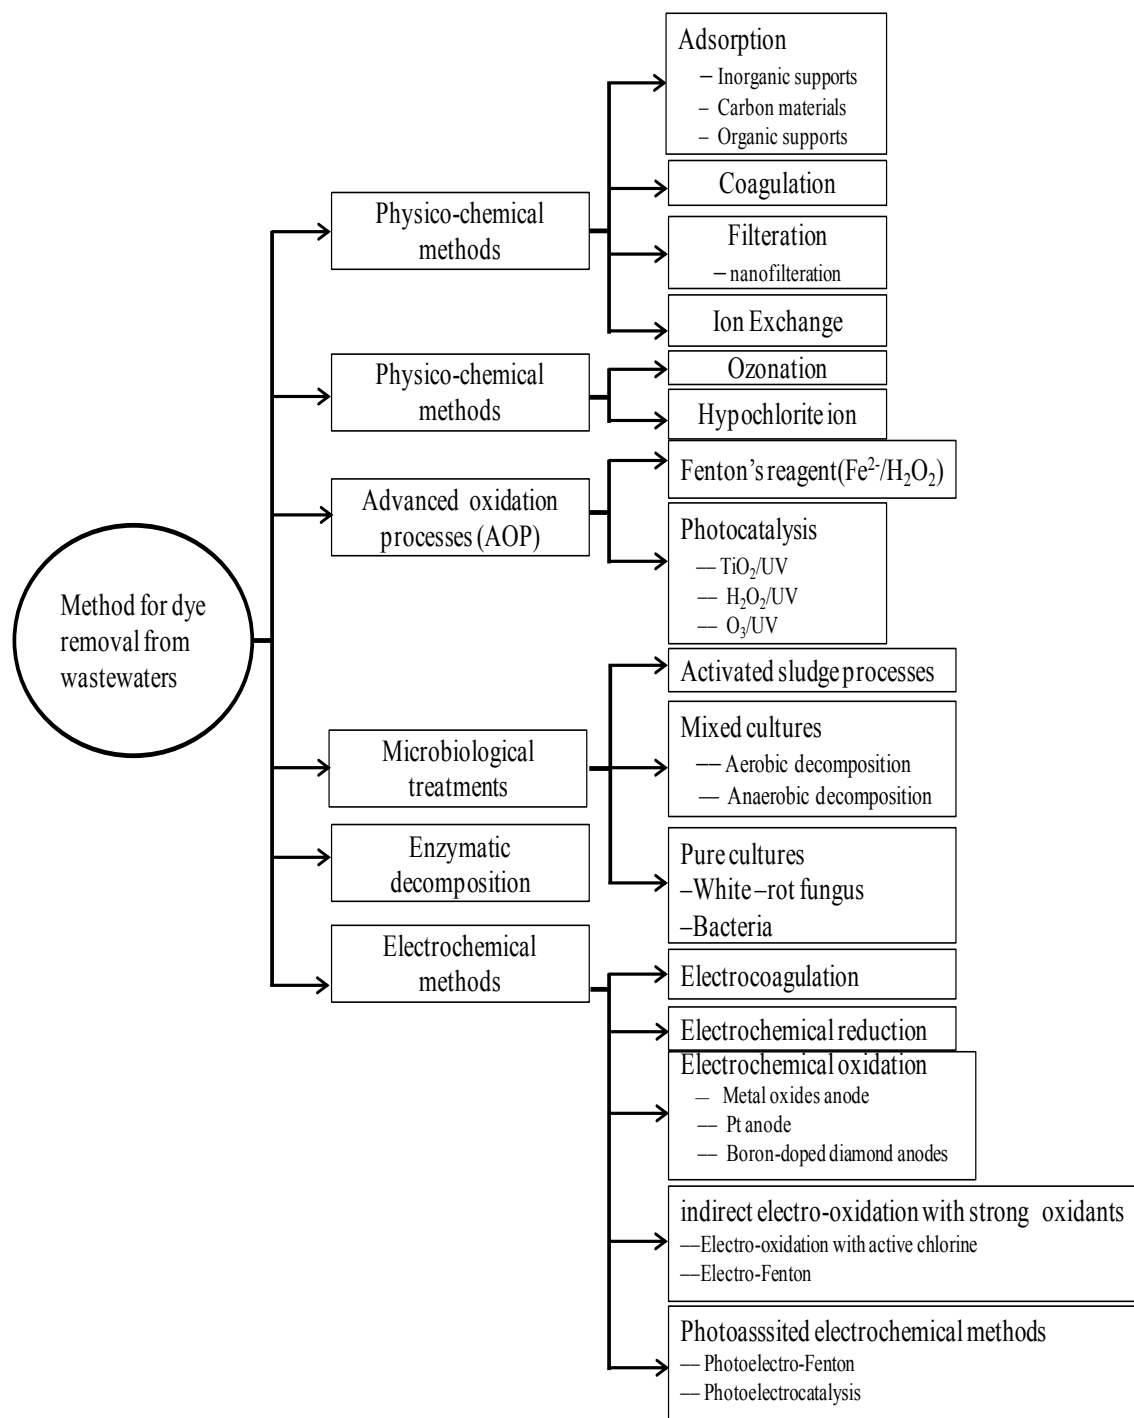 Method for dye
removal from
wastewaters
Physico-chemical
methods
Adsorption
– Inorganic supports
– Carbon materials
– Organic supports
Coagulation
Filteration
– nanofilteration
Ion Exchange
Physico-chemical
methods
Ozonation
Hypochlorite ion
Advanced oxidation
processes (AOP)
Fenton’s reagent(Fe²⁻/H₂O₂)
Photocatalysis
— TiO₂/UV
— H₂O₂/UV
— O₃/UV
Microbiological
treatments
Activated sludge processes
Mixed cultures
— Aerobic decomposition
— Anaerobic decomposition
Pure cultures
–White –rot fungus
–Bacteria
Enzymatic
decomposition
Electrochemical
methods
Electrocoagulation
Electrochemical reduction
Electrochemical oxidation
— Metal oxides anode
— Pt anode
— Boron-doped diamond anodes
indirect electro-oxidation with strong oxidants
—Electro-oxidation with active chlorine
—Electro-Fenton
Photoasssited electrochemical methods
— Photoelectro-Fenton
—Photoelectrocatalysis